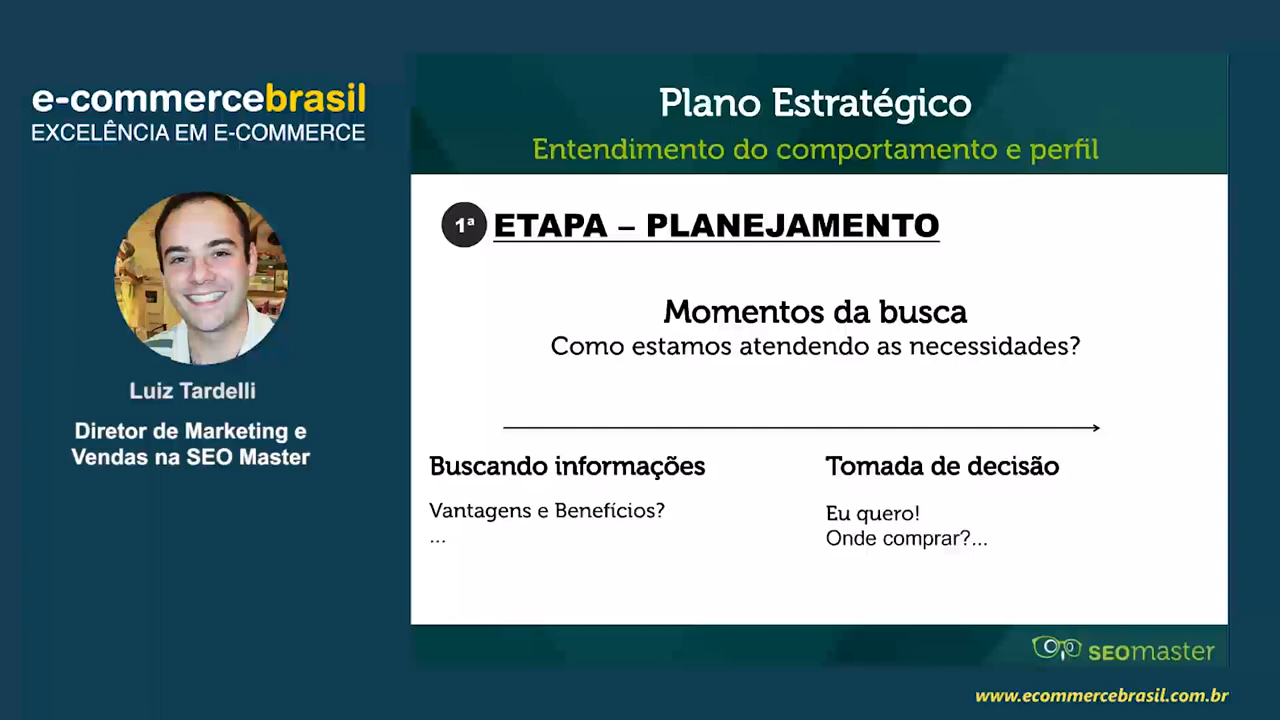 e-commercebrasil
EXCELÊNCIA EM E-COMMERCE
Luiz Tardelli
Diretor de Marketing e
Vendas na SEO Master
Plano Estratégico
Entendimento do comportamento e perfil
1ª ETAPA – PLANEJAMENTO
Momentos da busca
Como estamos atendendo as necessidades?
Buscando informações
Vantagens e Benefícios?
...
Tomada de decisão
Eu quero!
Onde comprar?...
SEOmaster
www.ecommercebrasil.com.br